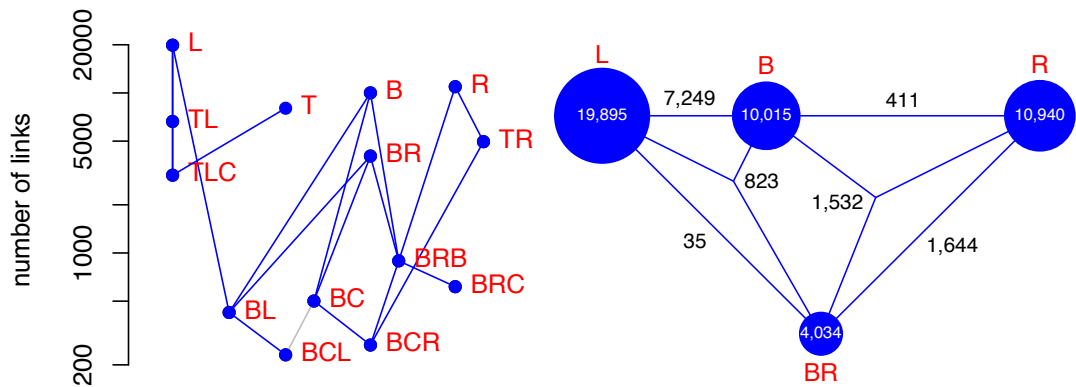 number of links
20000
5000
1000
200
L
TL
TLC
T
B
BR
R
TR
BRB
BRC
BL
BC
BCL
BCR
L
B
R
19,895
7,249
10,015
411
10,940
823
1,532
35
1,644
4,034
BR